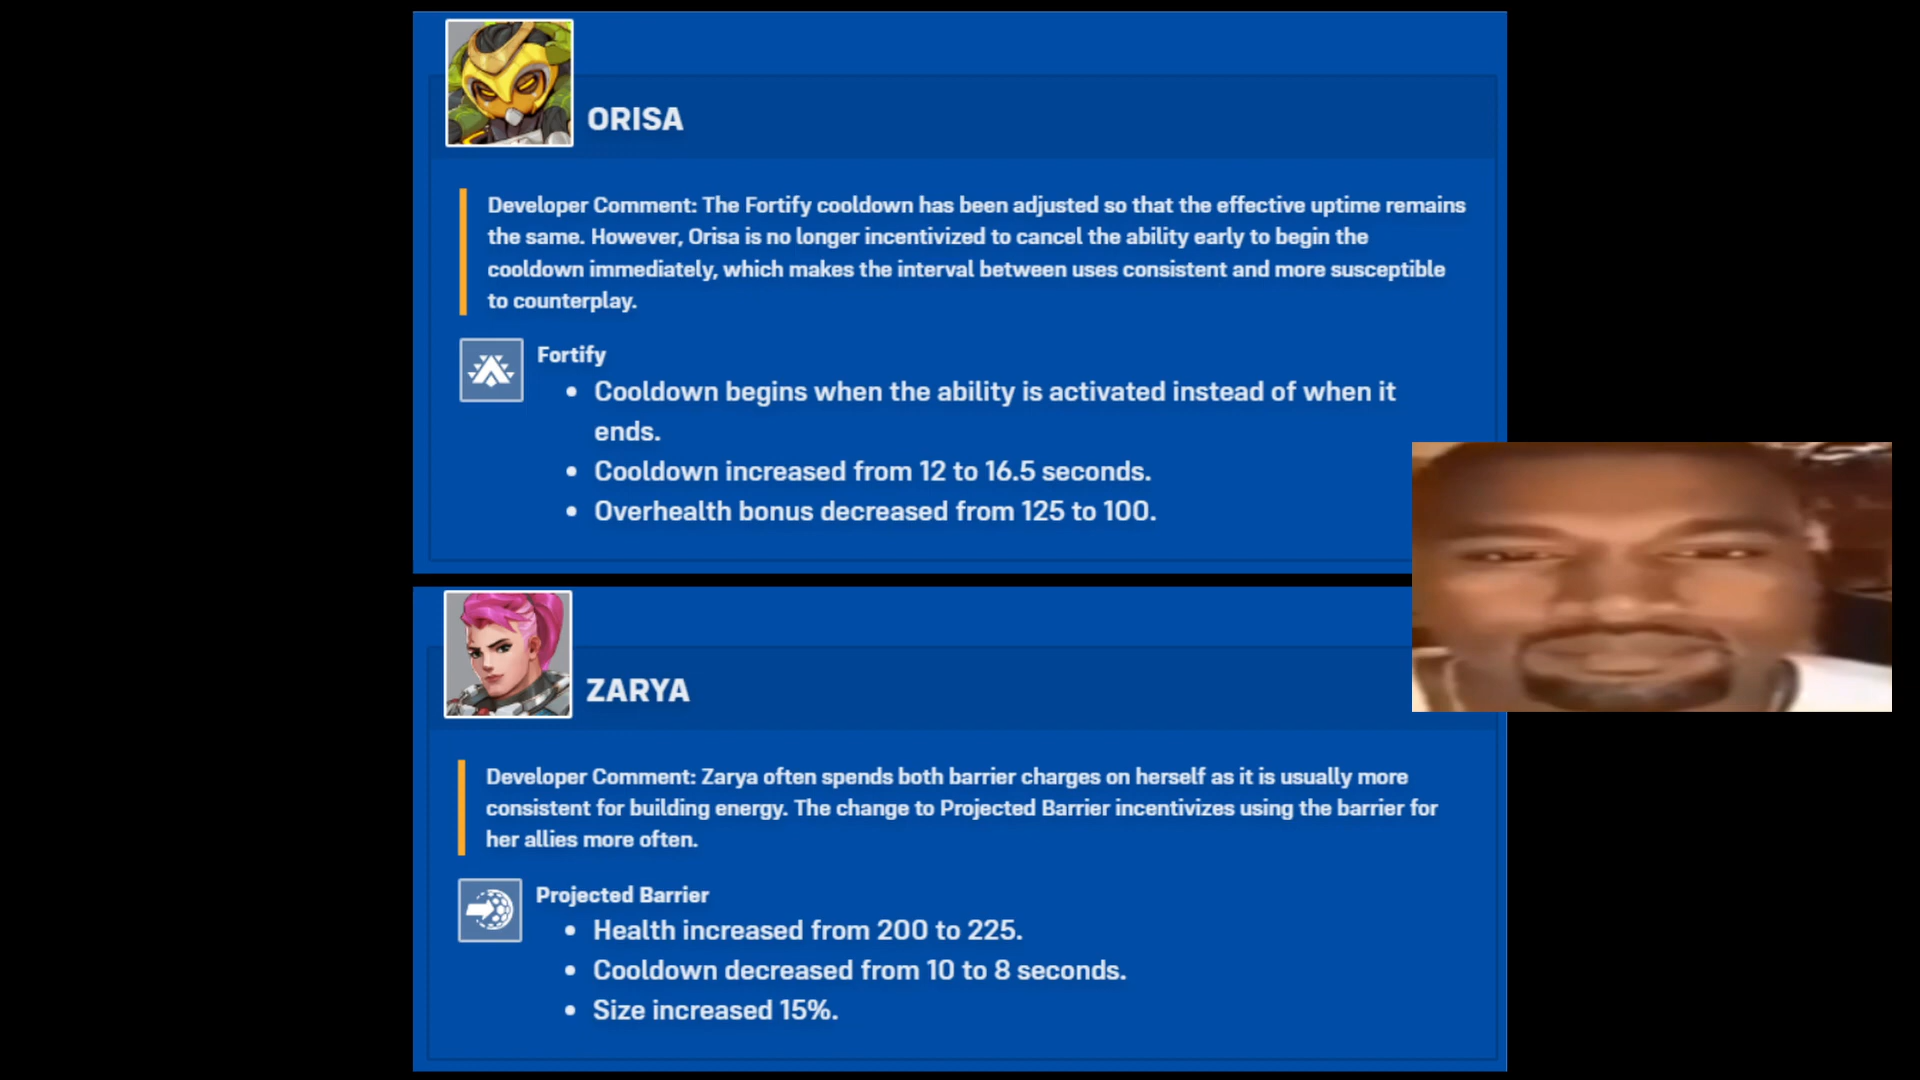 ORISA
Developer Comment: The Fortify cooldown has been adjusted so that the effective uptime remains
the same. However, Orisa is no longer incentivized to cancel the ability early to begin the
cooldown immediately, which makes the interval between uses consistent and more susceptible
to counterplay.
Fortify
• Cooldown begins when the ability is activated instead of when it
ends.
• Cooldown increased from 12 to 16.5 seconds.
• Overhealth bonus decreased from 125 to 100.
ZARYA
Developer Comment: Zarya often spends both barrier charges on herself as it is usually more
consistent for building energy. The change to Projected Barrier incentivizes using the barrier for
her allies more often.
Projected Barrier
• Health increased from 200 to 225.
• Cooldown decreased from 10 to 8 seconds.
• Size increased 15%.